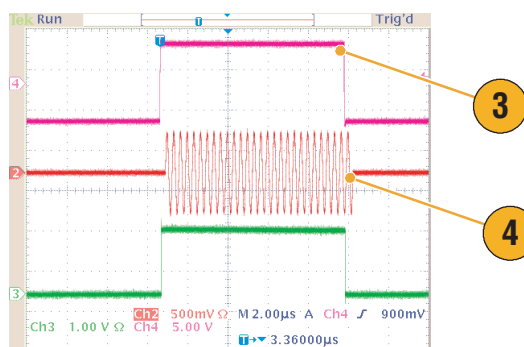 Tek Run Trig'd
T
T
4
3
2
4
3
Ch2 500mV Ω M 2.00µs A Ch4 ʃ 900mV
Ch3 1.00 V Ω Ch4 5.00 V
T→▼ 3.36000µs